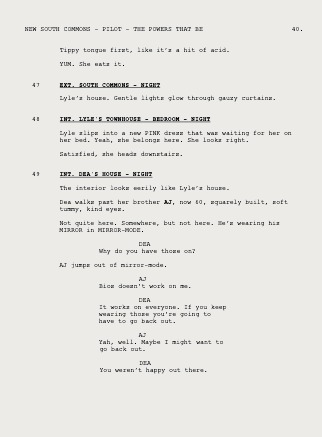 NEW SOUTH COMMONS - PILOT - THE POWERS THAT BE 40.
Tippy tongue first, like it's a hit of acid.
YUM. She eats it.
47 EXT. SOUTH COMMONS - NIGHT
Lyle's house. Gentle lights glow through gauzy curtains.
48 INT. LYLE'S TOWNHOUSE - BEDROOM - NIGHT
Lyle slips into a new PINK dress that was waiting for her on
her bed. Yeah, she belongs here. She looks right.
Satisfied, she heads downstairs.
49 INT. DEA'S HOUSE - NIGHT
The interior looks eerily like Lyle's house.
Dea walks past her brother AJ, now 60, squarely built, soft
tummy, kind eyes.
Not quite here. Somewhere, but not here. He's wearing his
MIRROR in MIRROR-MODE.
DEA
Why do you have those on?
AJ jumps out of mirror-mode.
AJ
Bios doesn't work on me.
DEA
It works on everyone. If you keep
wearing those you're going to
have to go back out.
AJ
Yah, well. Maybe I might want to
go back out.
DEA
You weren't happy out there.